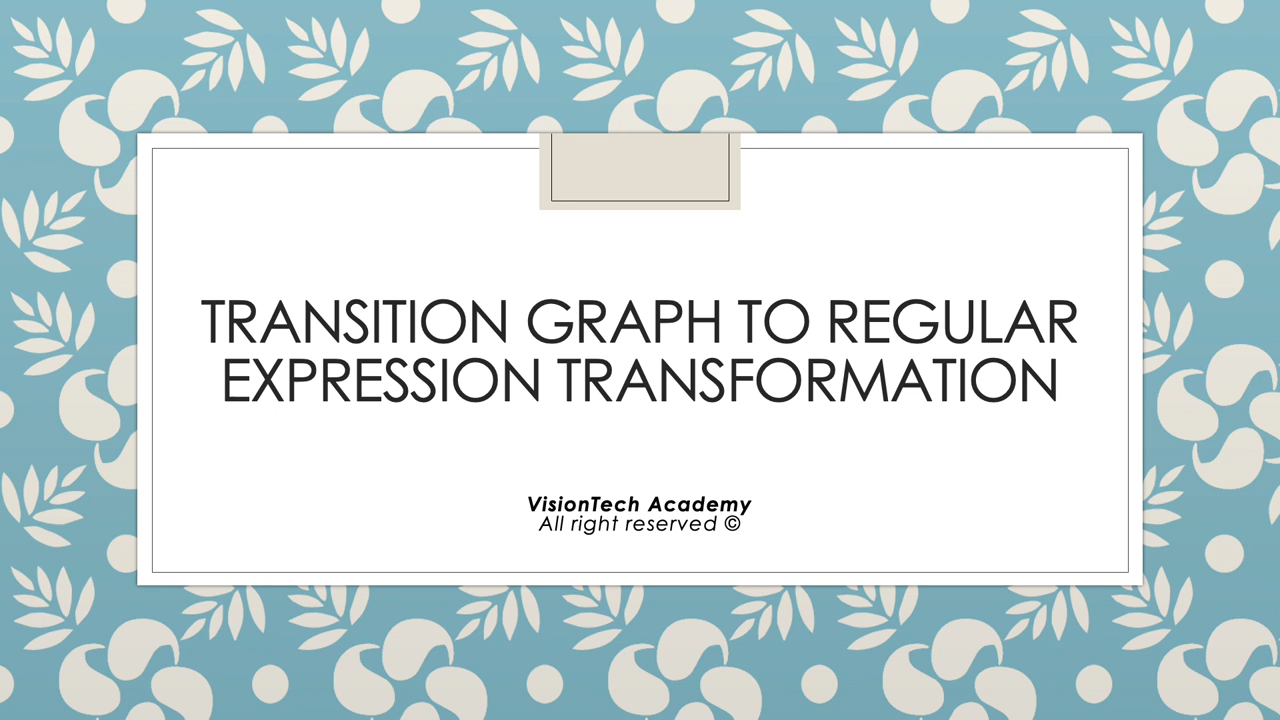 TRANSITION GRAPH TO REGULAR
EXPRESSION TRANSFORMATION
VisionTech Academy
All right reserved ©